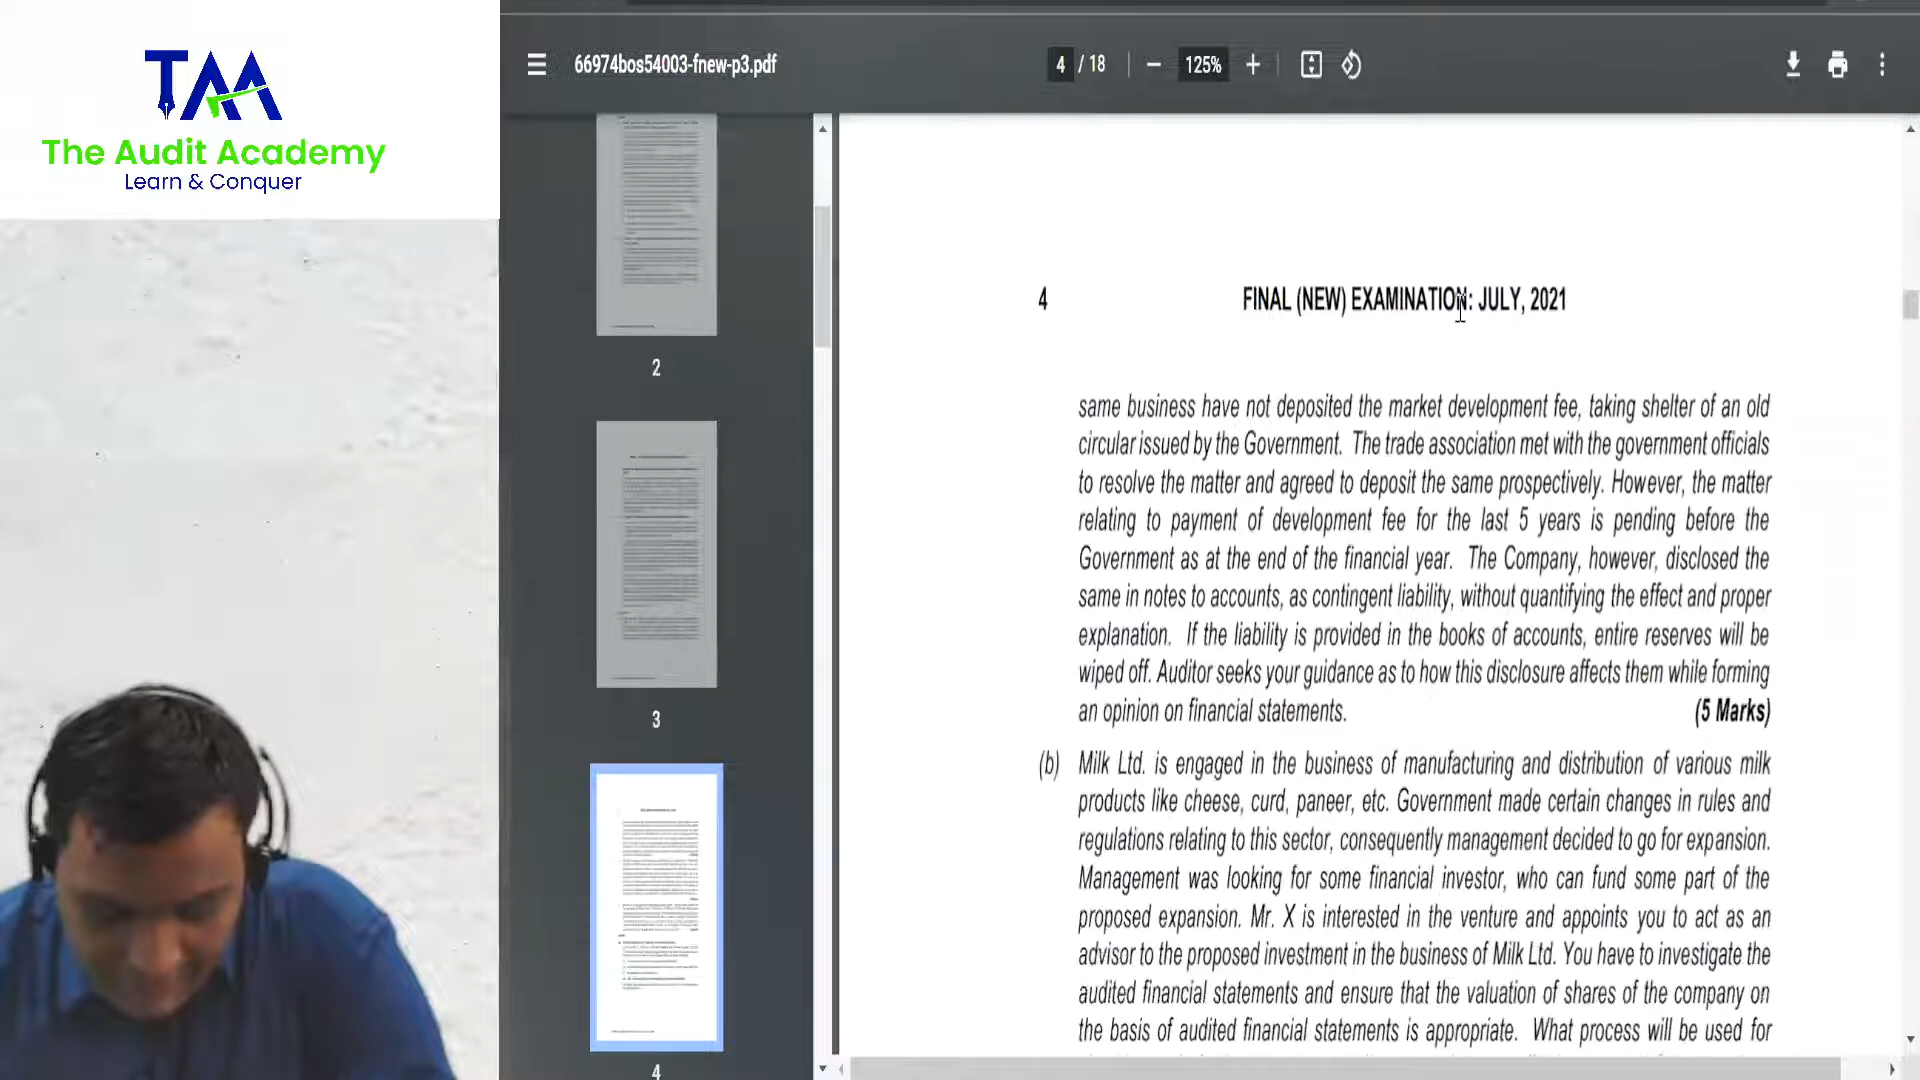 TAA
The Audit Academy
Learn & Conquer
66974bos54003-fnew-p3.pdf
4 / 18
125%
2
3
4
4 FINAL (NEW) EXAMINATION: JULY, 2021
same business have not deposited the market development fee, taking shelter of an old
circular issued by the Government. The trade association met with the government officials
to resolve the matter and agreed to deposit the same prospectively. However, the matter
relating to payment of development fee for the last 5 years is pending before the
Government as at the end of the financial year. The Company, however, disclosed the
same in notes to accounts, as contingent liability, without quantifying the effect and proper
explanation. If the liability is provided in the books of accounts, entire reserves will be
wiped off. Auditor seeks your guidance as to how this disclosure affects them while forming
an opinion on financial statements. (5 Marks)
(b) Milk Ltd. is engaged in the business of manufacturing and distribution of various milk
products like cheese, curd, paneer, etc. Government made certain changes in rules and
regulations relating to this sector, consequently management decided to go for expansion.
Management was looking for some financial investor, who can fund some part of the
proposed expansion. Mr. X is interested in the venture and appoints you to act as an
advisor to the proposed investment in the business of Milk Ltd. You have to investigate the
audited financial statements and ensure that the valuation of shares of the company on
the basis of audited financial statements is appropriate. What process will be used for